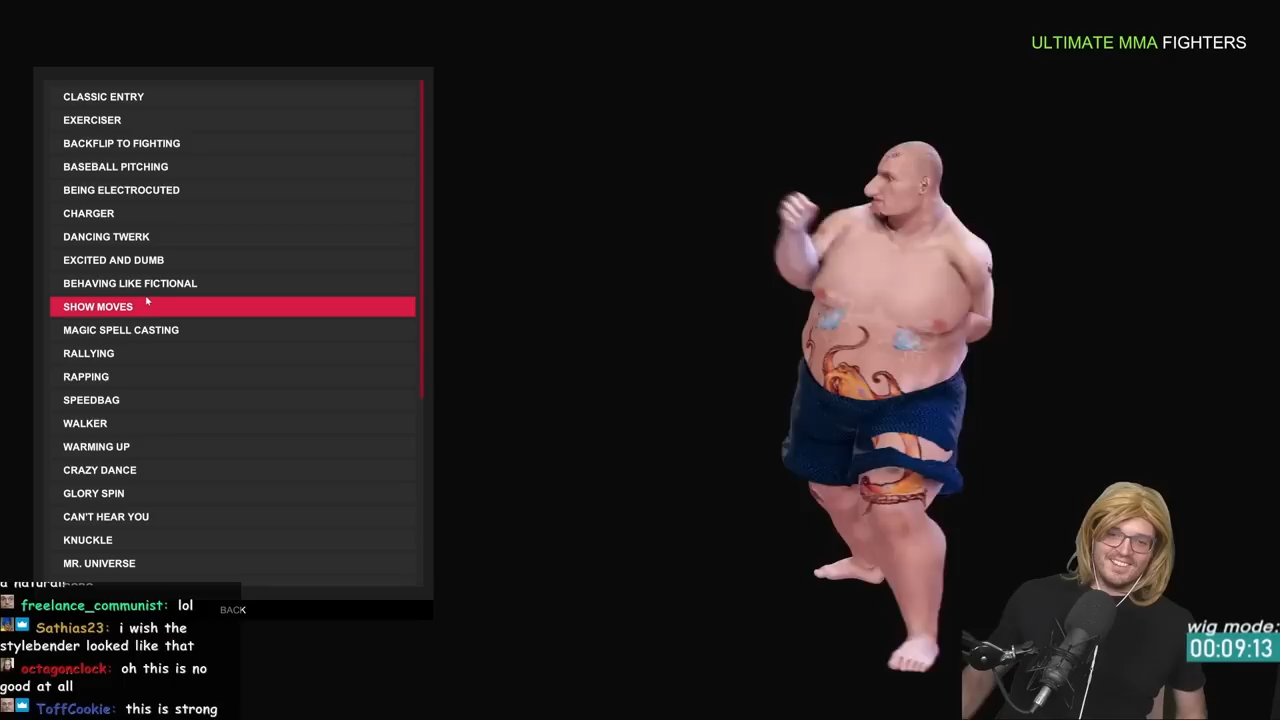 ULTIMATE MMA FIGHTERS
CLASSIC ENTRY
EXERCISER
BACKFLIP TO FIGHTING
BASEBALL PITCHING
BEING ELECTROCUTED
CHARGER
DANCING TWERK
EXCITED AND DUMB
BEHAVING LIKE FICTIONAL
SHOW MOVES
MAGIC SPELL CASTING
RALLYING
RAPPING
SPEEDBAG
WALKER
WARMING UP
CRAZY DANCE
GLORY SPIN
CAN'T HEAR YOU
KNUCKLE
MR. UNIVERSE
BACK
a natural
freelance_communist: lol
Sathias23: i wish the
stylebender looked like that
octagonclock: oh this is no
good at all
ToffCookie: this is strong
wig mode:
00:09:13